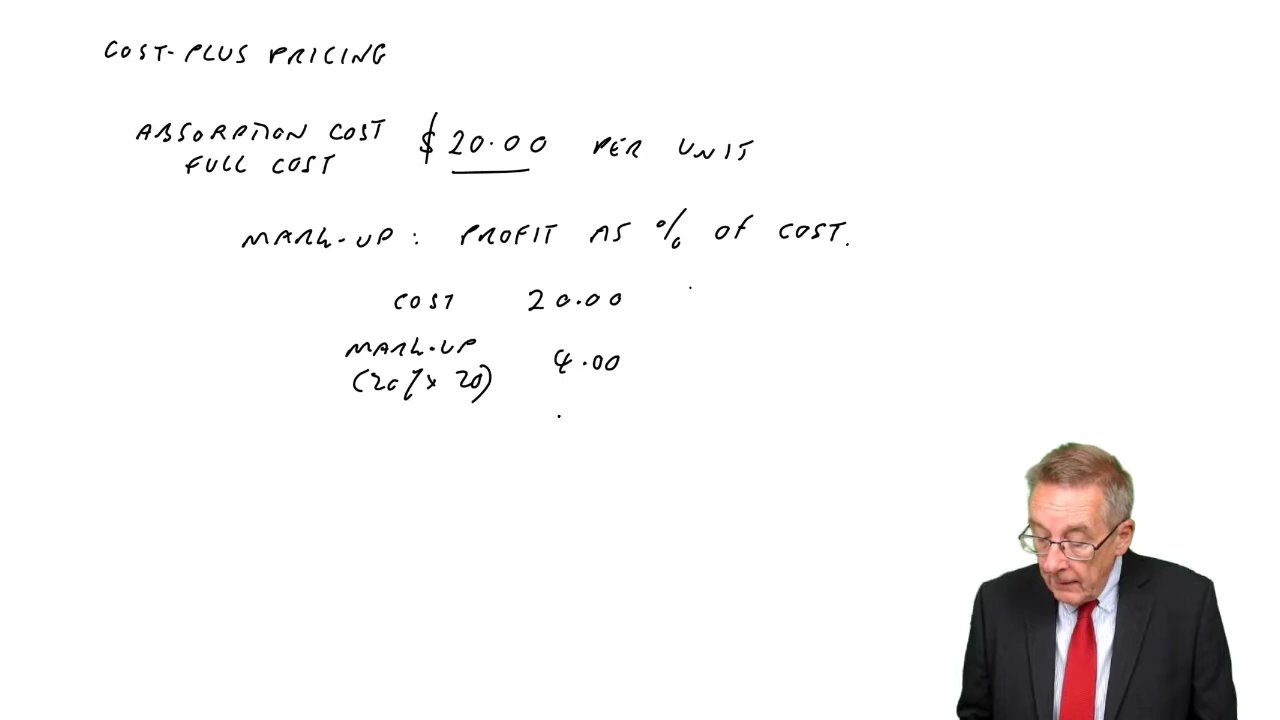 COST-PLUS PRICING
ABSORPTION COST $20.00 PER UNIT
FULL COST
MARK-UP: PROFIT AS % OF COST.
COST 20.00
MARK-UP 4.00
(20% x 20)